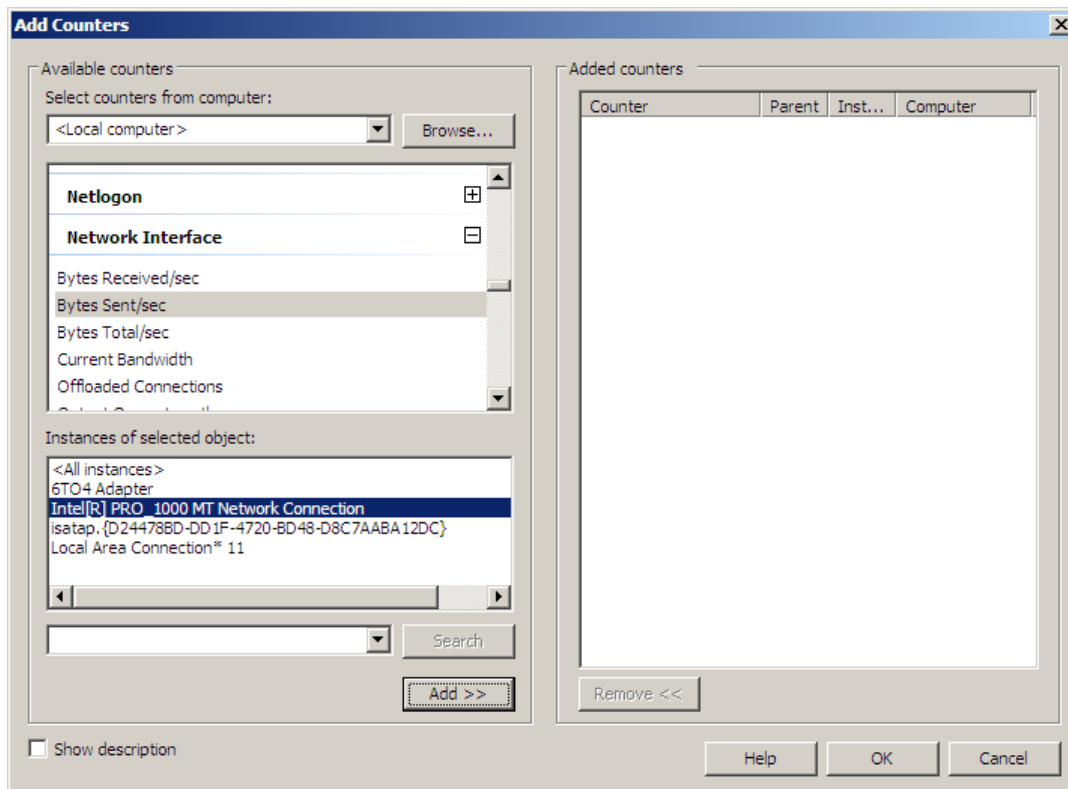 Add Counters
Available counters
Select counters from computer:
<Local computer>
Browse...
Netlogon
Network Interface
Bytes Received/sec
Bytes Sent/sec
Bytes Total/sec
Current Bandwidth
Offloaded Connections
Instances of selected object:
<All instances>
6TO4 Adapter
Intel[R] PRO_1000 MT Network Connection
isatap.{D24478BD-DD1F-4720-BD48-D8C7AABA12DC}
Local Area Connection* 11
Search
Add >>
Show description
Added counters
Counter Parent Inst... Computer
Remove <<
Help OK Cancel